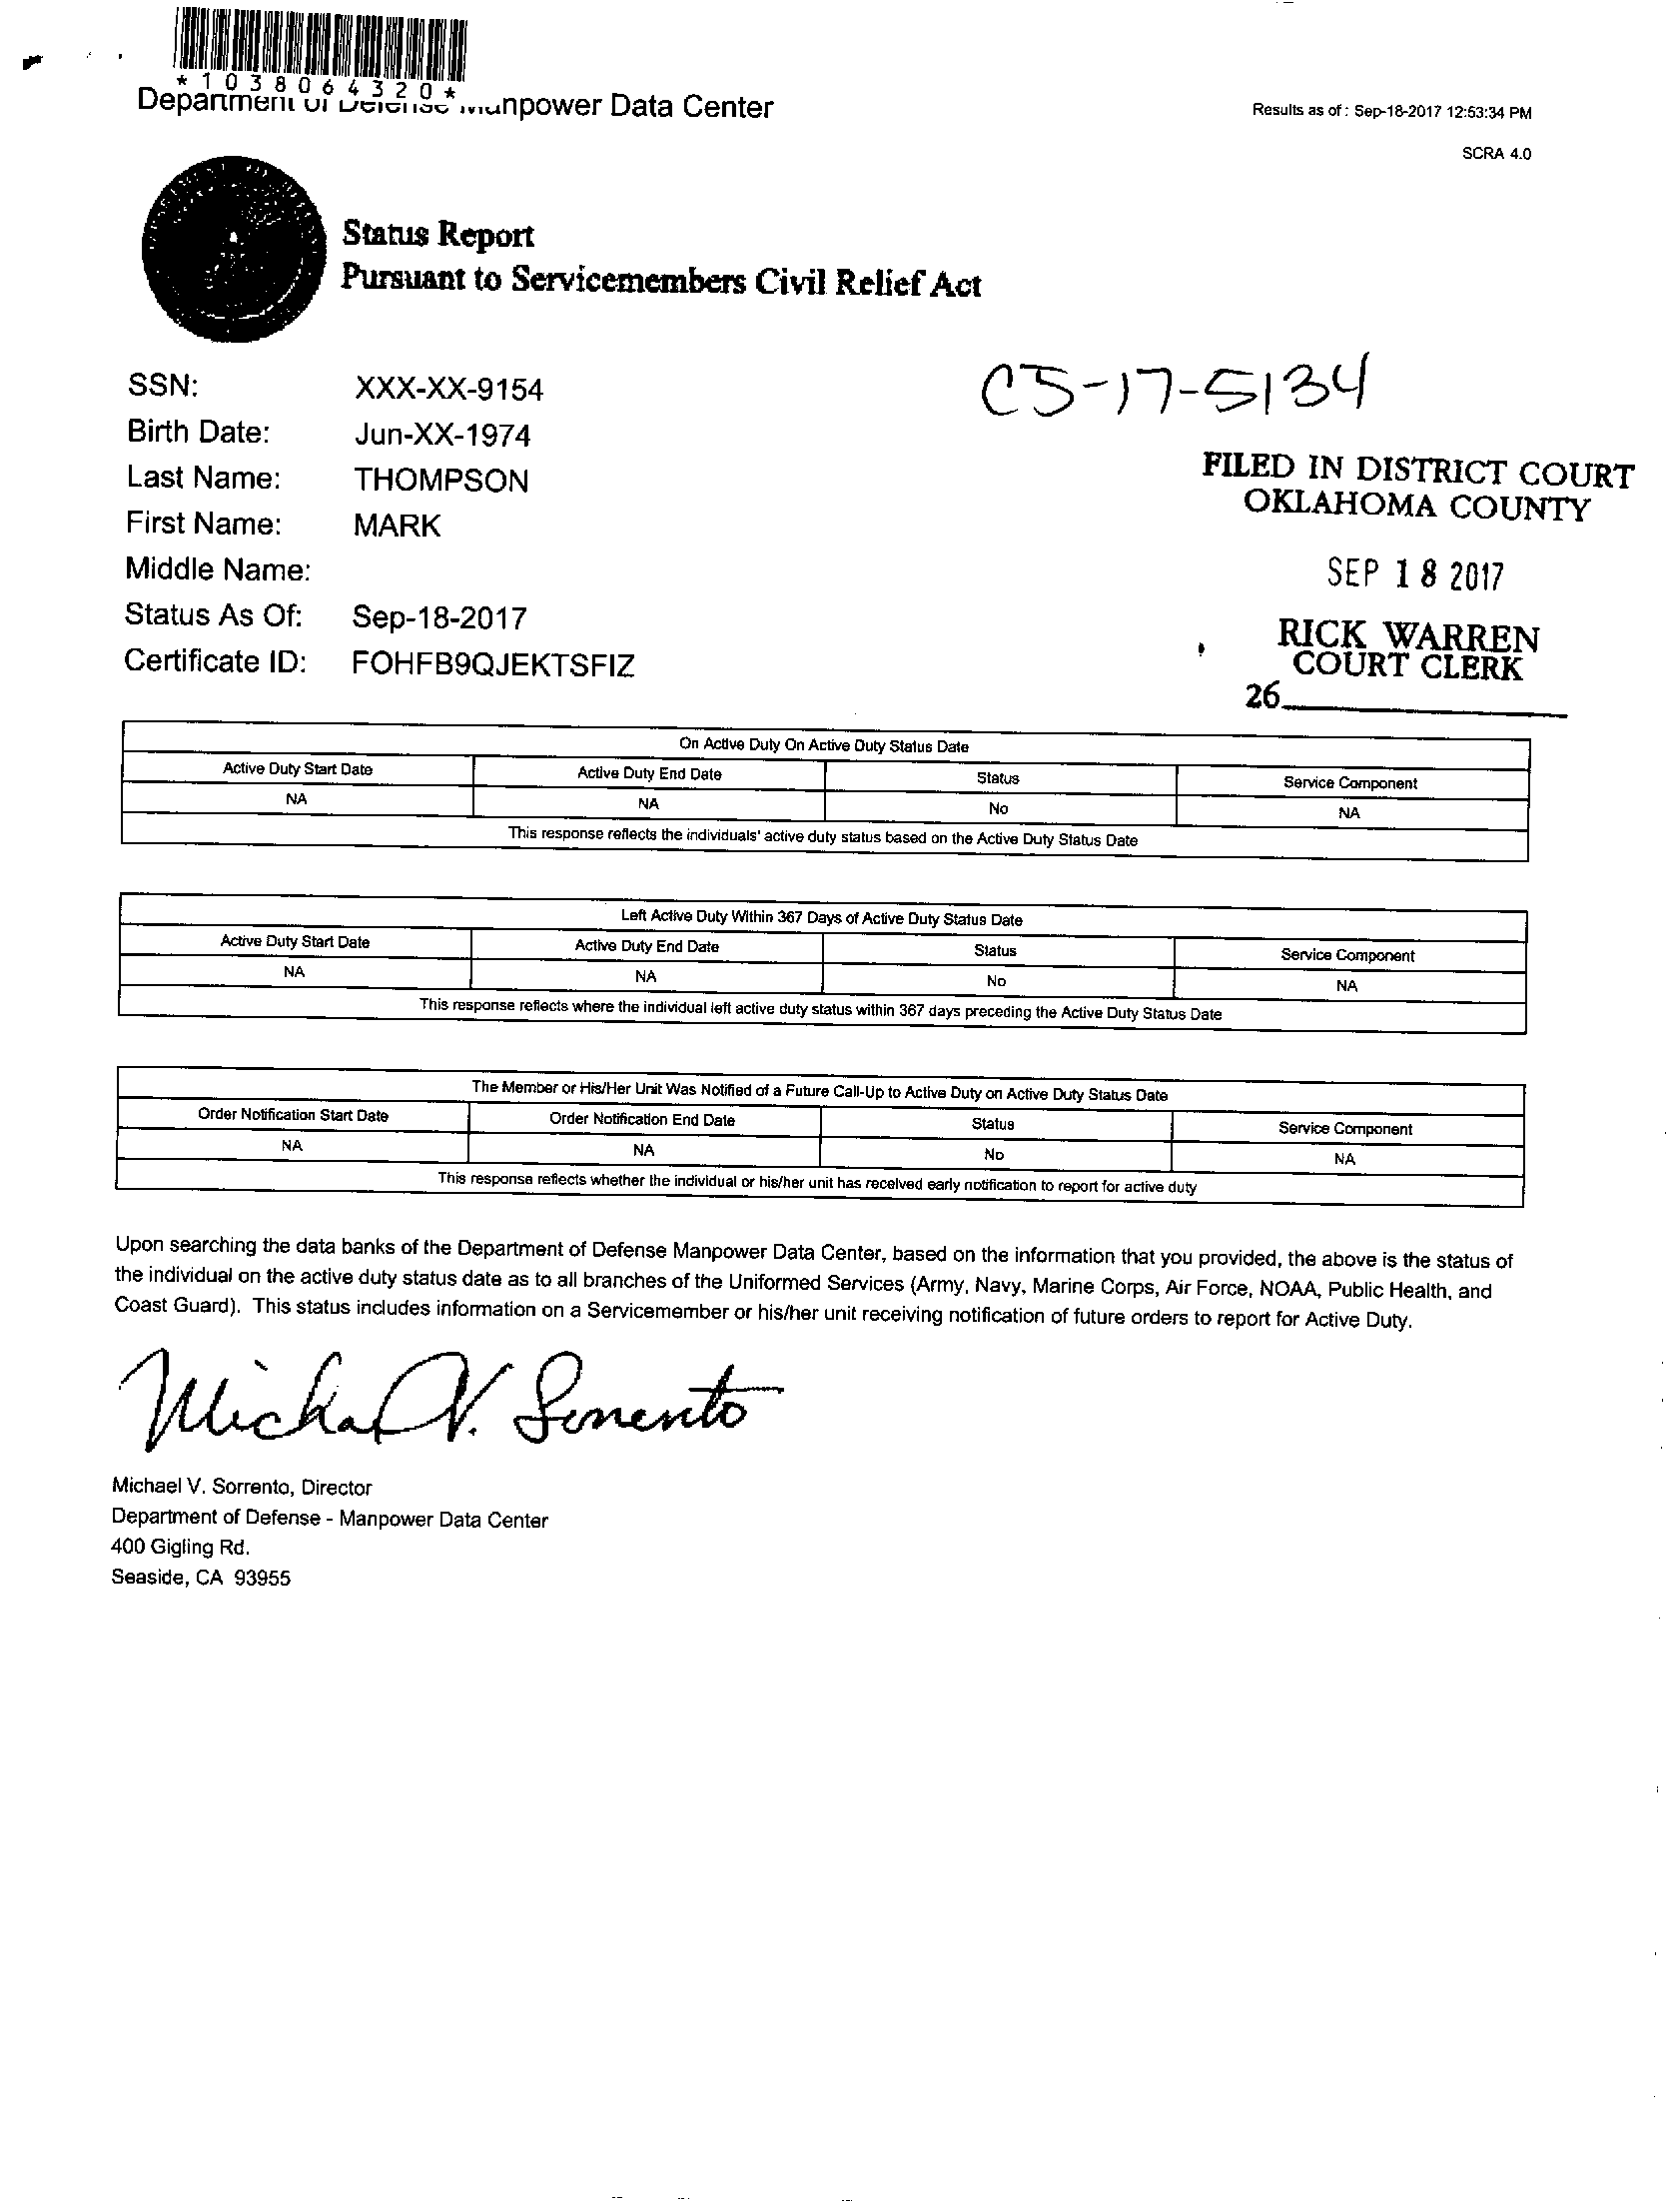 *1038064320*
Department of Defense Manpower Data Center
Results as of : Sep-18-2017 12:53:34 PM
SCRA 4.0
Status Report
Pursuant to Servicemembers Civil Relief Act
SSN: XXX-XX-9154
CJ-17-5134
Birth Date: Jun-XX-1974
Last Name: THOMPSON
FILED IN DISTRICT COURT
OKLAHOMA COUNTY
First Name: MARK
Middle Name:
SEP 18 2017
Status As Of: Sep-18-2017
RICK WARREN
COURT CLERK
Certificate ID: FOHFB9QJEKTSFIZ
26
On Active Duty On Active Duty Status Date
Active Duty Start Date Active Duty End Date Status Service Component
NA NA No NA
This response reflects the individuals' active duty status based on the Active Duty Status Date
Left Active Duty Within 367 Days of Active Duty Status Date
Active Duty Start Date Active Duty End Date Status Service Component
NA NA No NA
This response reflects where the individual left active duty status within 367 days preceding the Active Duty Status Date
The Member or His/Her Unit Was Notified of a Future Call-Up to Active Duty on Active Duty Status Date
Order Notification Start Date Order Notification End Date Status Service Component
NA NA No NA
This response reflects whether the individual or his/her unit has received early notification to report for active duty
Upon searching the data banks of the Department of Defense Manpower Data Center, based on the information that you provided, the above is the status of
the individual on the active duty status date as to all branches of the Uniformed Services (Army, Navy, Marine Corps, Air Force, NOAA, Public Health, and
Coast Guard). This status includes information on a Servicemember or his/her unit receiving notification of future orders to report for Active Duty.
Michael V. Sorrento
Michael V. Sorrento, Director
Department of Defense - Manpower Data Center
400 Gigling Rd.
Seaside, CA 93955